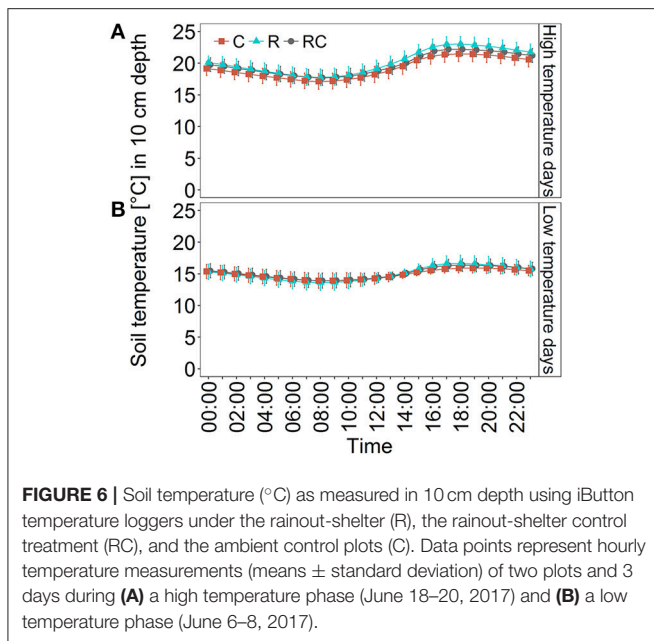 A
C R RC
25
20
15
10
5
0
High temperature days
B
25
20
15
10
5
0
Low temperature days
Soil temperature [°C] in 10 cm depth
00:00 02:00 04:00 06:00 08:00 10:00 12:00 14:00 16:00 18:00 20:00 22:00
Time
FIGURE 6 | Soil temperature (°C) as measured in 10 cm depth using iButton
temperature loggers under the rainout-shelter (R), the rainout-shelter control
treatment (RC), and the ambient control plots (C). Data points represent hourly
temperature measurements (means ± standard deviation) of two plots and 3
days during (A) a high temperature phase (June 18–20, 2017) and (B) a low
temperature phase (June 6–8, 2017).